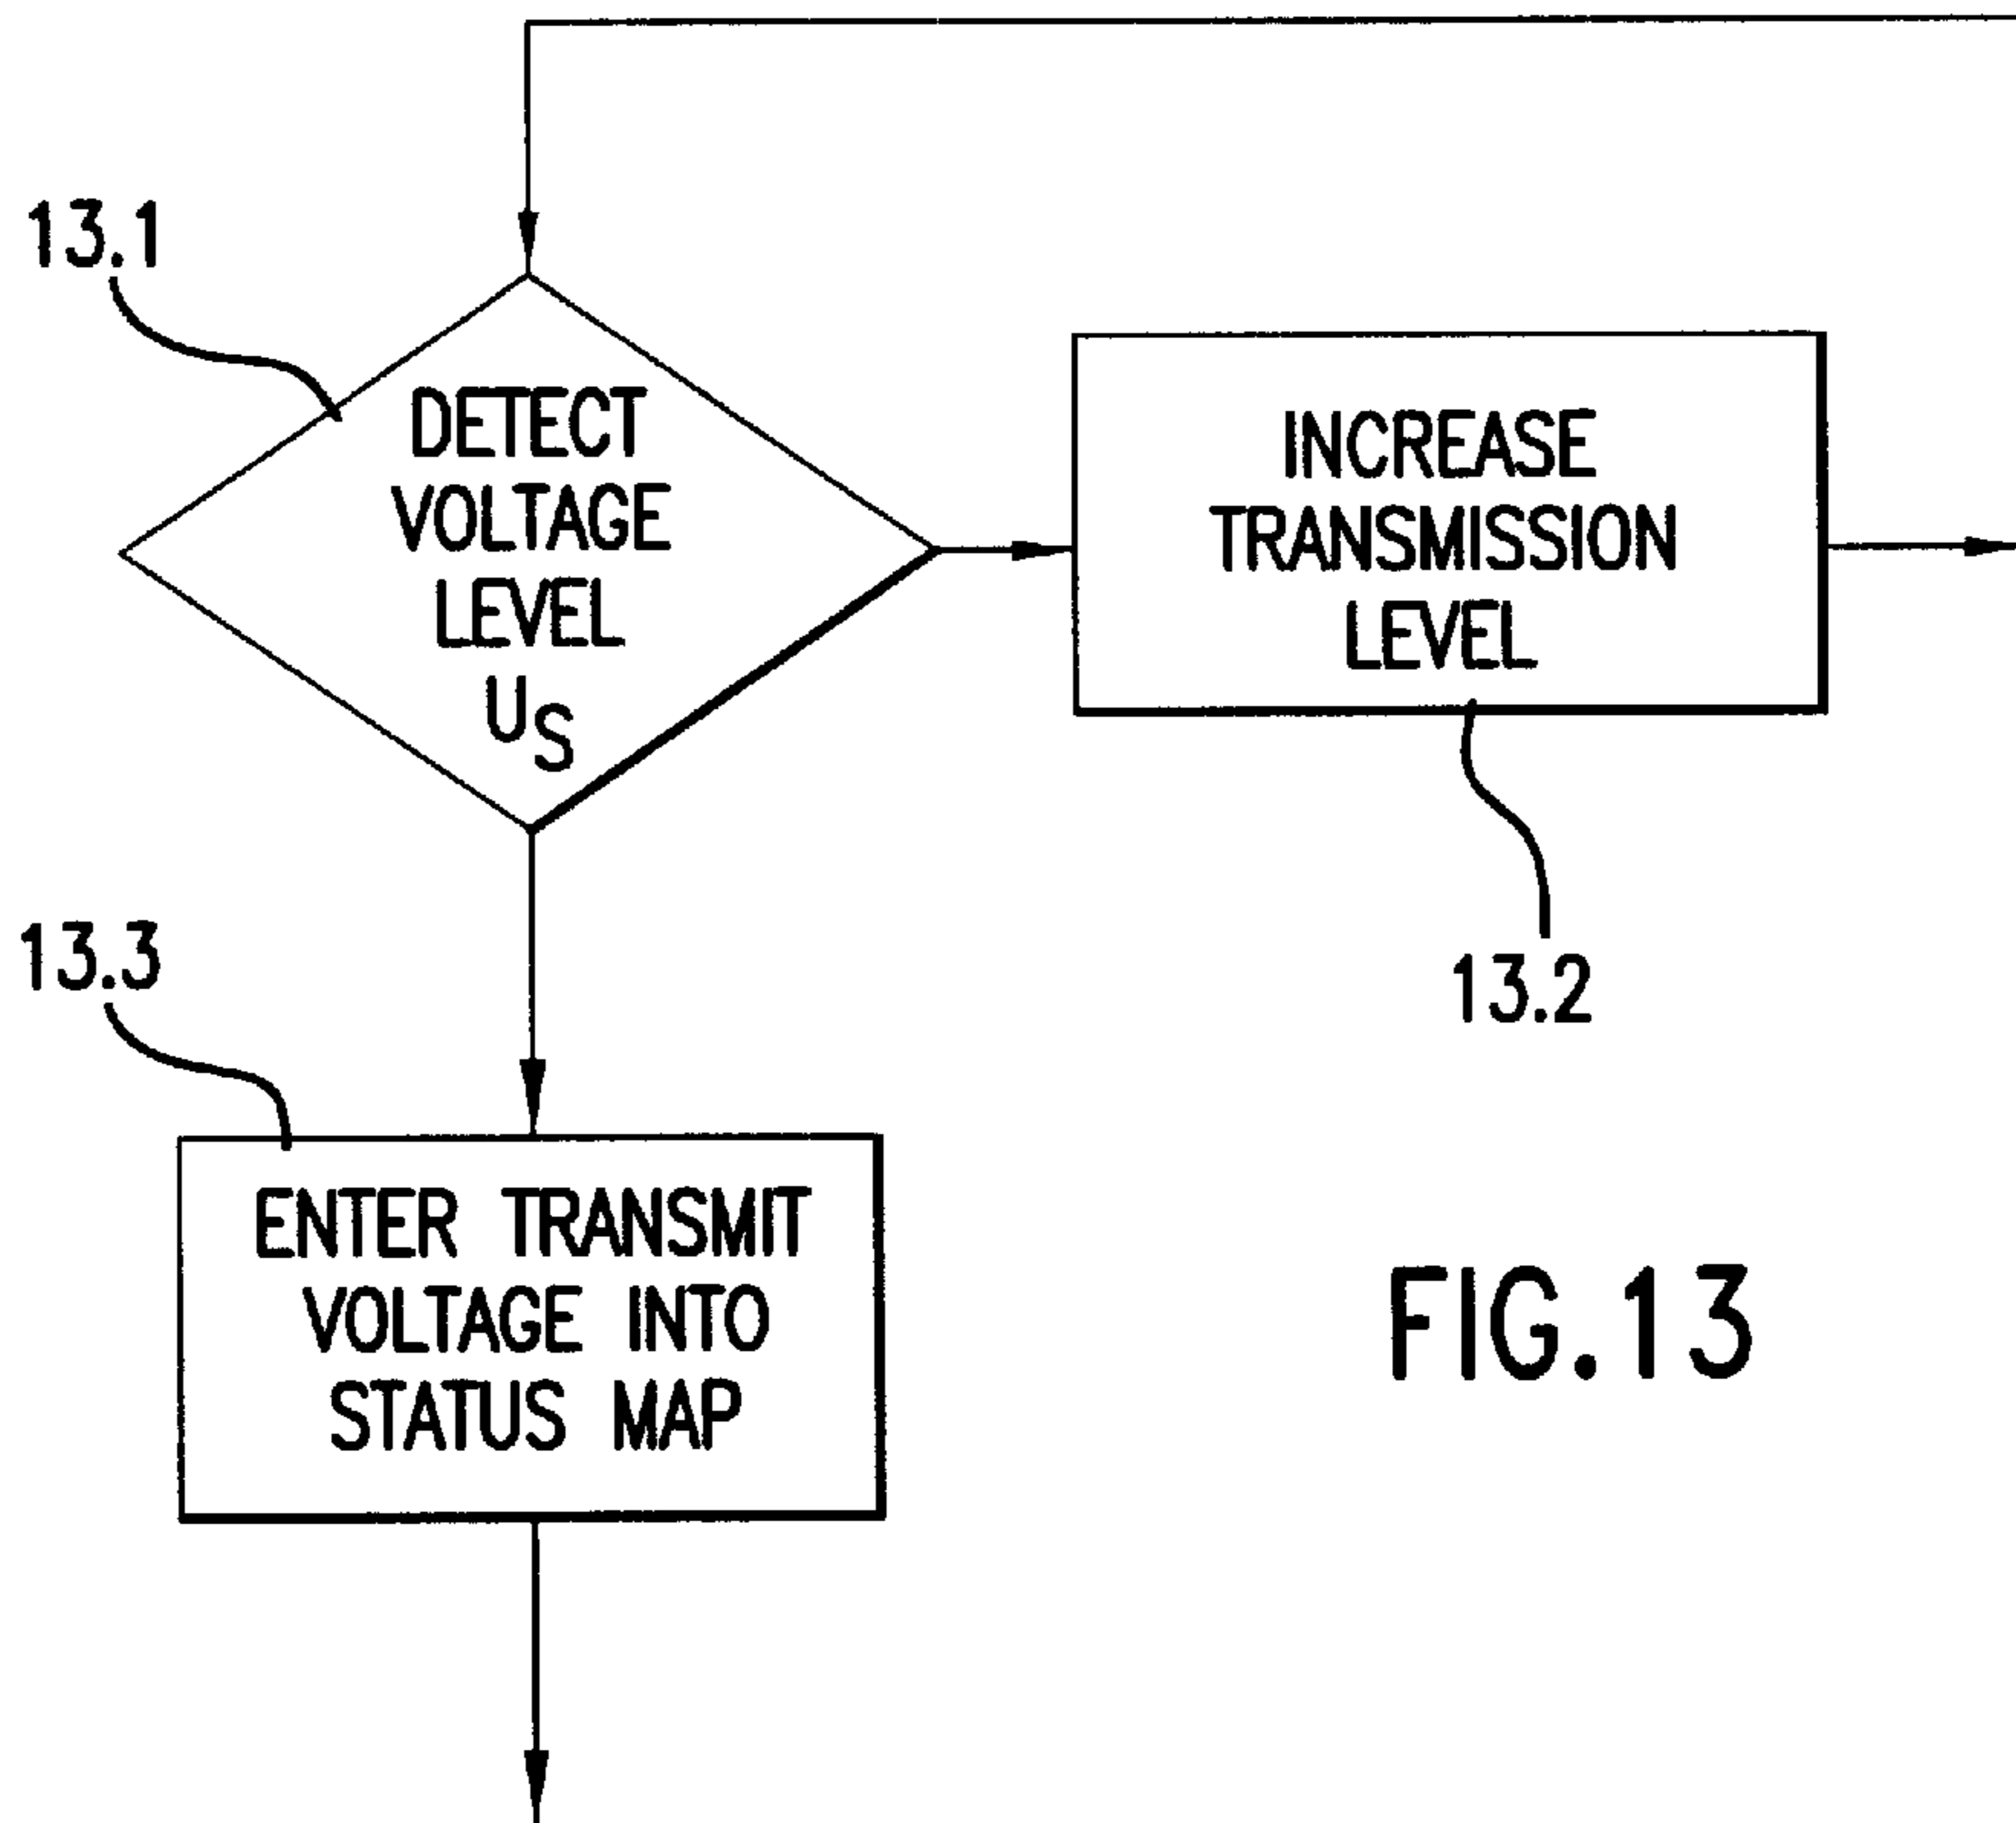 13.1
DETECT
VOLTAGE
LEVEL
US
INCREASE
TRANSMISSION
LEVEL
13.2
13.3
ENTER TRANSMIT
VOLTAGE INTO
STATUS MAP
FIG.13